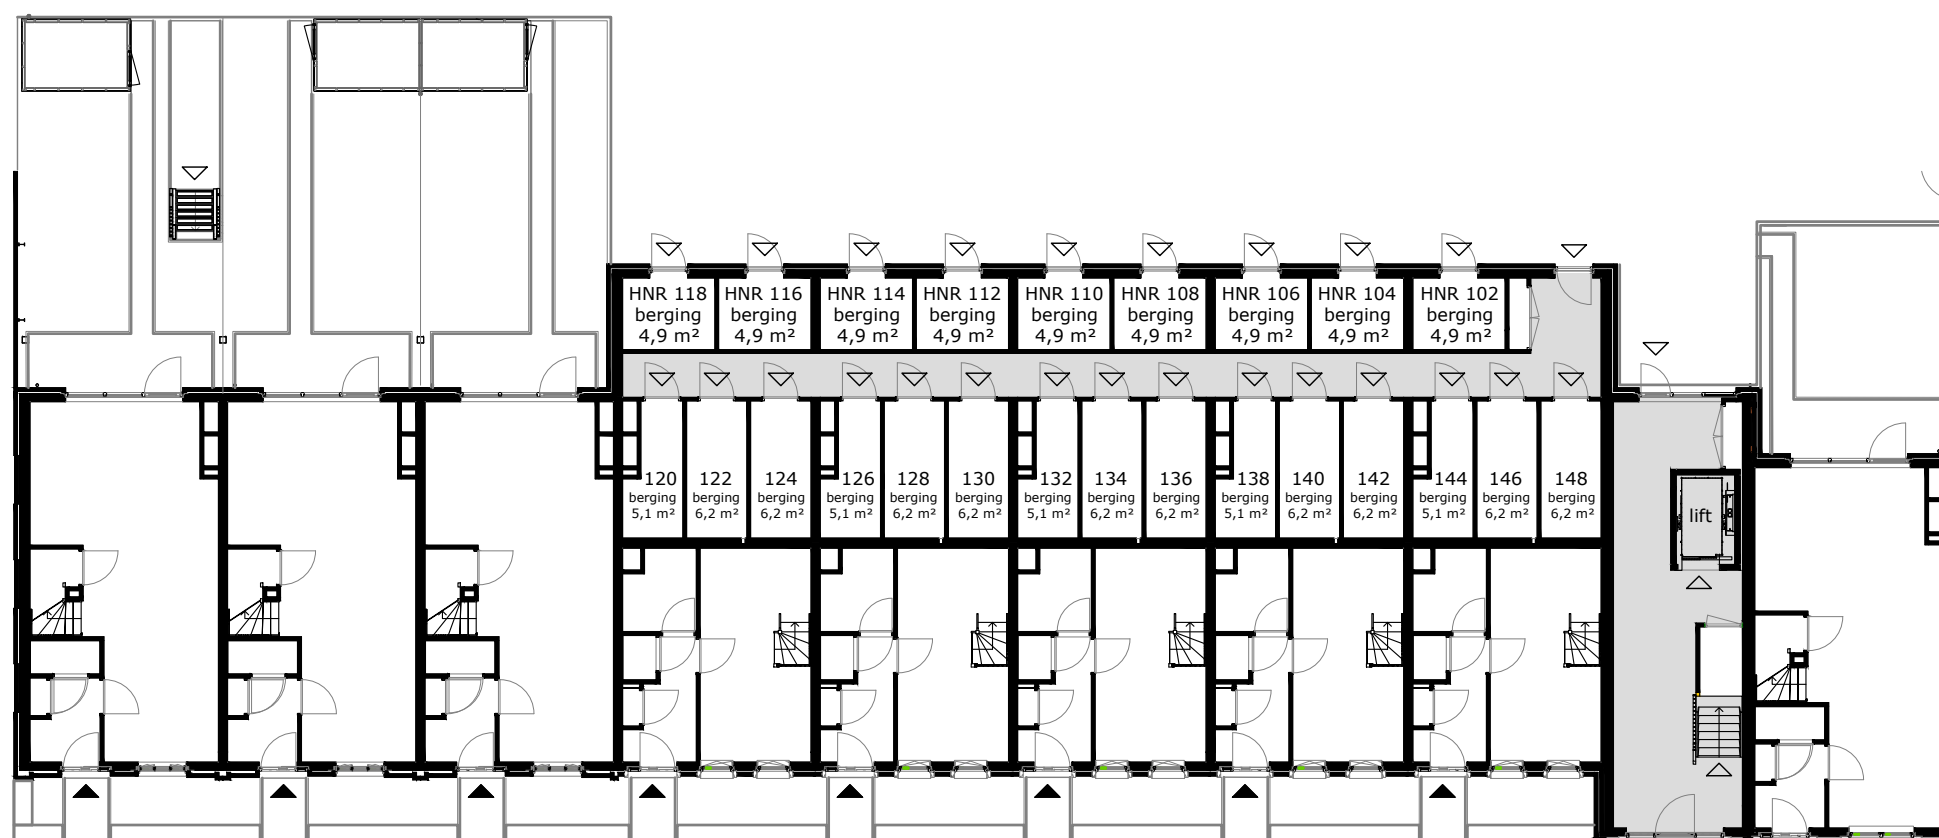 HNR 118
berging
4,9 m²
HNR 116
berging
4,9 m²
HNR 114
berging
4,9 m²
HNR 112
berging
4,9 m²
HNR 110
berging
4,9 m²
HNR 108
berging
4,9 m²
HNR 106
berging
4,9 m²
HNR 104
berging
4,9 m²
HNR 102
berging
4,9 m²
120
berging
5,1 m²
122
berging
6,2 m²
124
berging
6,2 m²
126
berging
5,1 m²
128
berging
6,2 m²
130
berging
6,2 m²
132
berging
5,1 m²
134
berging
6,2 m²
136
berging
6,2 m²
138
berging
5,1 m²
140
berging
6,2 m²
142
berging
6,2 m²
144
berging
5,1 m²
146
berging
6,2 m²
148
berging
6,2 m²
lift